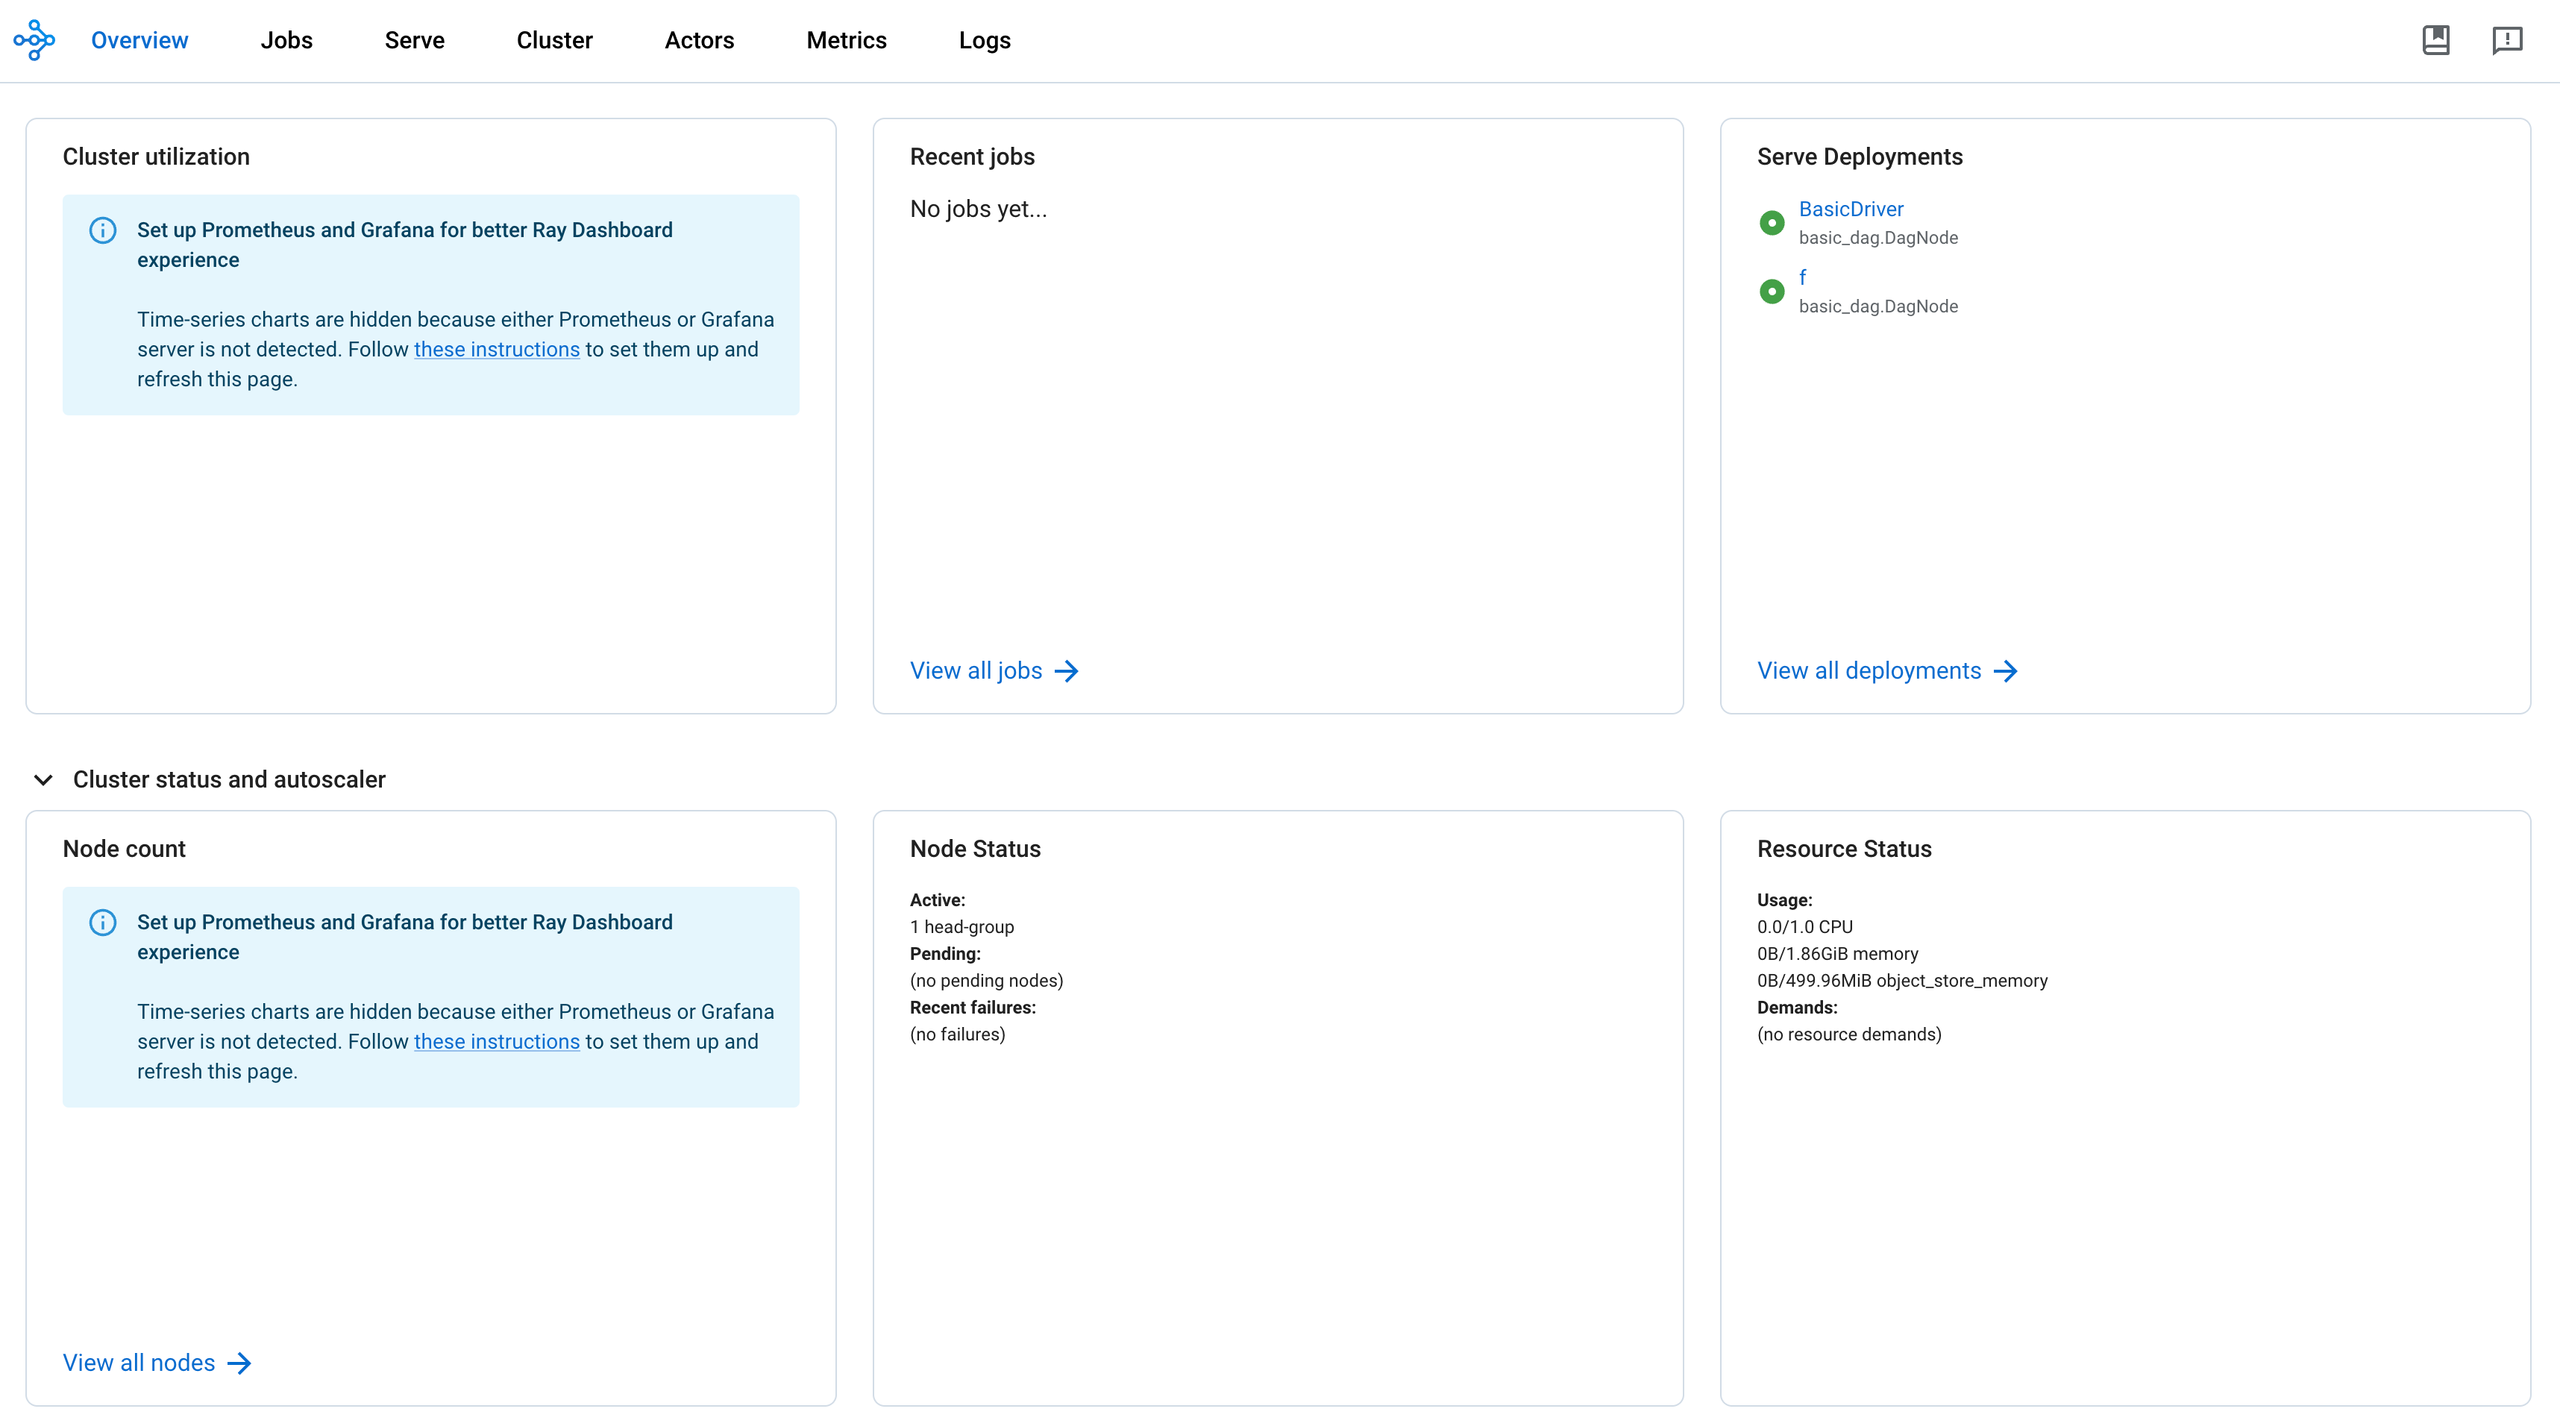 Overview Jobs Serve Cluster Actors Metrics Logs
Cluster utilization
Set up Prometheus and Grafana for better Ray Dashboard
experience
Time-series charts are hidden because either Prometheus or Grafana
server is not detected. Follow these instructions to set them up and
refresh this page.
Recent jobs
No jobs yet...
View all jobs
Serve Deployments
BasicDriver
basic_dag.DagNode
f
basic_dag.DagNode
View all deployments
Cluster status and autoscaler
Node count
Set up Prometheus and Grafana for better Ray Dashboard
experience
Time-series charts are hidden because either Prometheus or Grafana
server is not detected. Follow these instructions to set them up and
refresh this page.
View all nodes
Node Status
Active:
1 head-group
Pending:
(no pending nodes)
Recent failures:
(no failures)
Resource Status
Usage:
0.0/1.0 CPU
0B/1.86GiB memory
0B/499.96MiB object_store_memory
Demands:
(no resource demands)